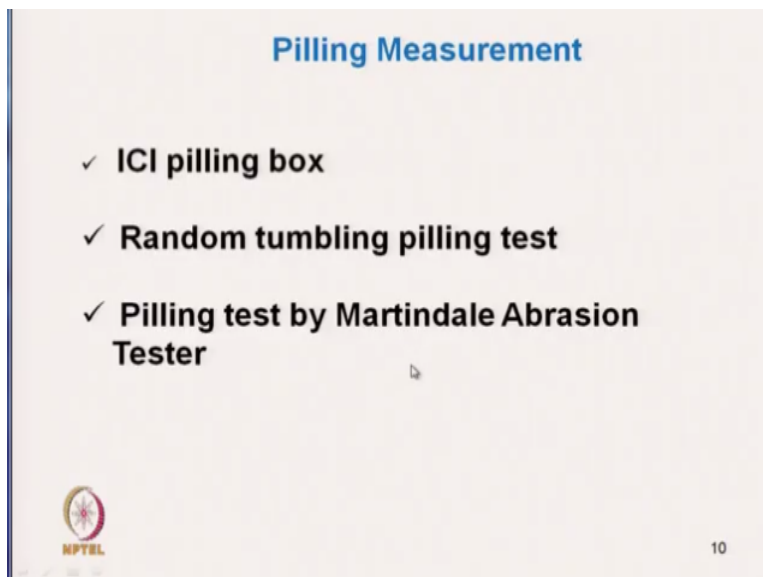 Pilling Measurement
✓ ICI pilling box
✓ Random tumbling pilling test
✓ Pilling test by Martindale Abrasion
Tester
NPTEL
10